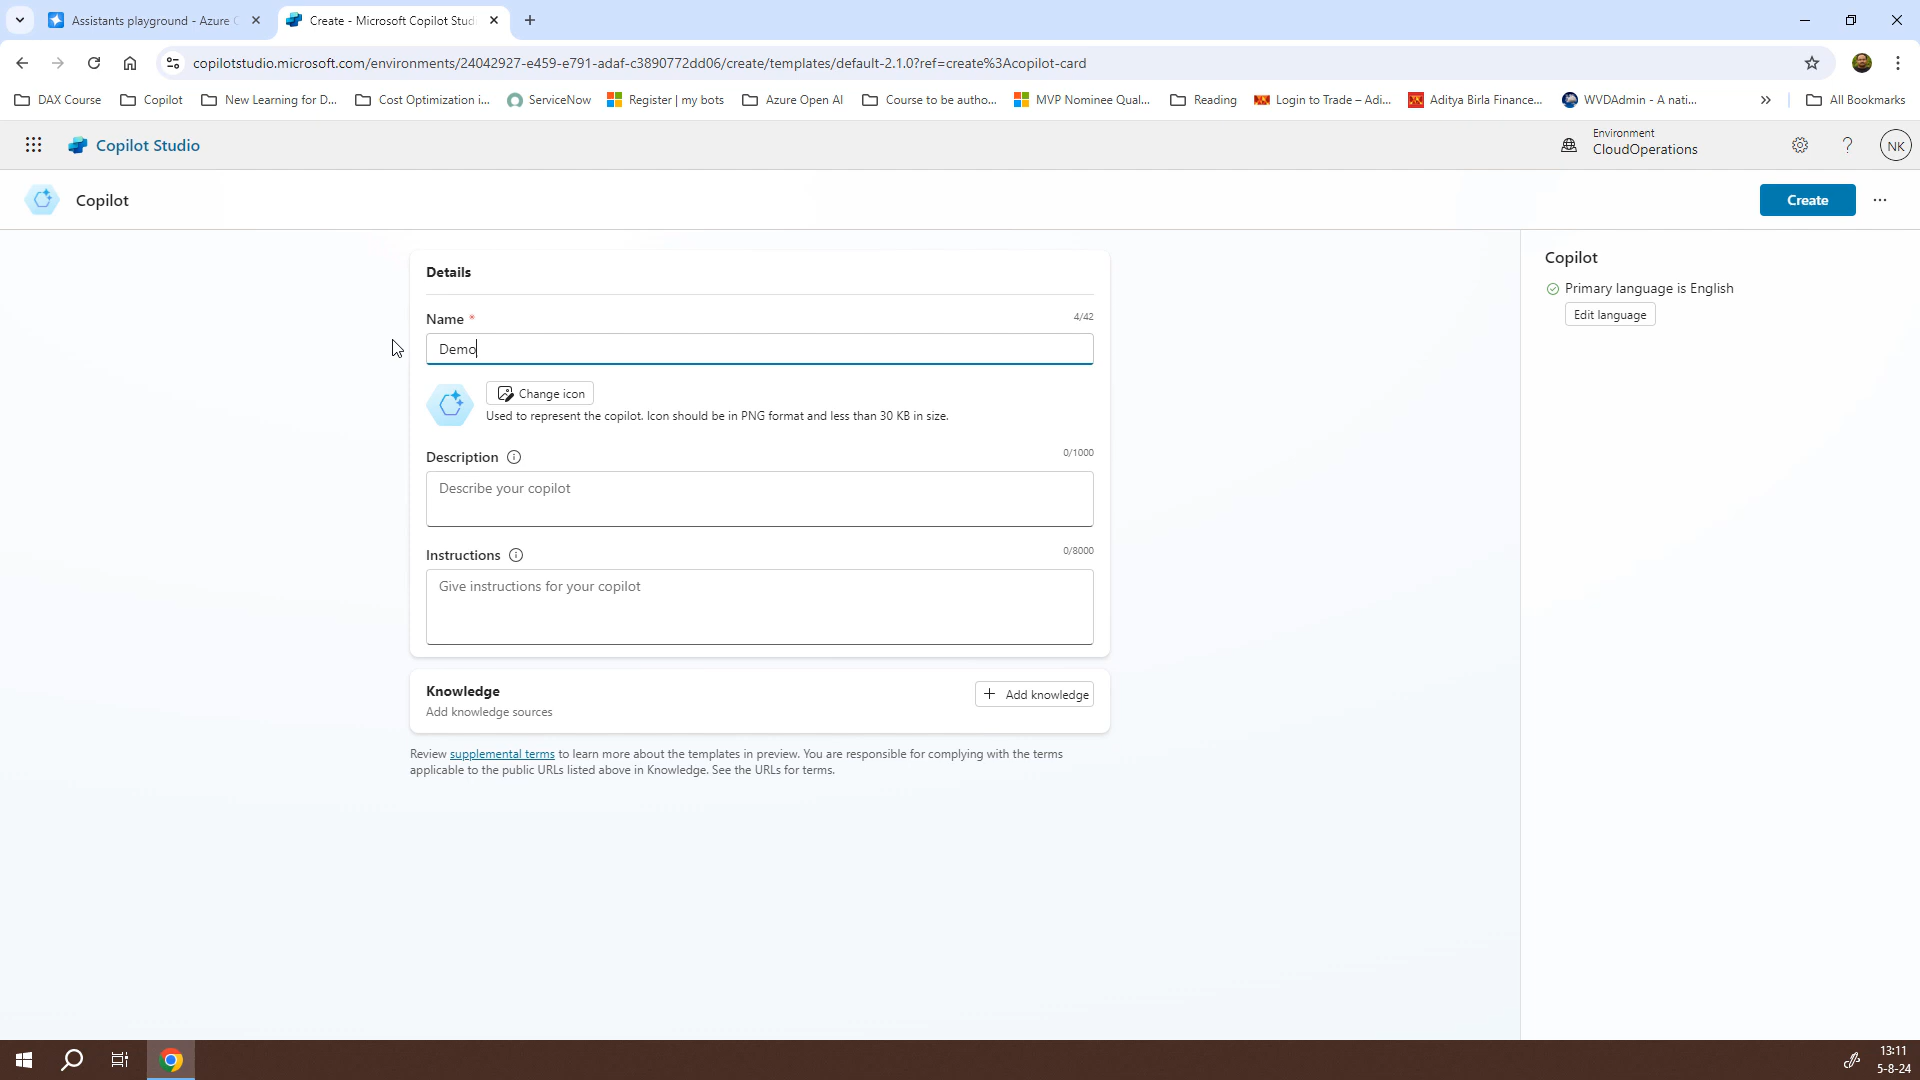 Assistants playground - Azure
Create - Microsoft Copilot Stud
copilotstudio.microsoft.com/environments/24042927-e459-e791-adaf-c3890772dd06/create/templates/default-2.1.0?ref=create%3Acopilot-card
DAX Course
Copilot
New Learning for D...
Cost Optimization i...
ServiceNow
Register | my bots
Azure Open AI
Course to be autho...
MVP Nominee Qual...
Reading
Login to Trade – Adi...
Aditya Birla Finance...
WVDAdmin - A nati...
»
All Bookmarks
Copilot Studio
Environment
CloudOperations
?
NK
Copilot
Create
...
Details
Name *
4/42
Demo
Change icon
Used to represent the copilot. Icon should be in PNG format and less than 30 KB in size.
Description
0/1000
Describe your copilot
Instructions
0/8000
Give instructions for your copilot
Knowledge
Add knowledge sources
+ Add knowledge
Review supplemental terms to learn more about the templates in preview. You are responsible for complying with the terms
applicable to the public URLs listed above in Knowledge. See the URLs for terms.
Copilot
Primary language is English
Edit language
13:11
5-8-24